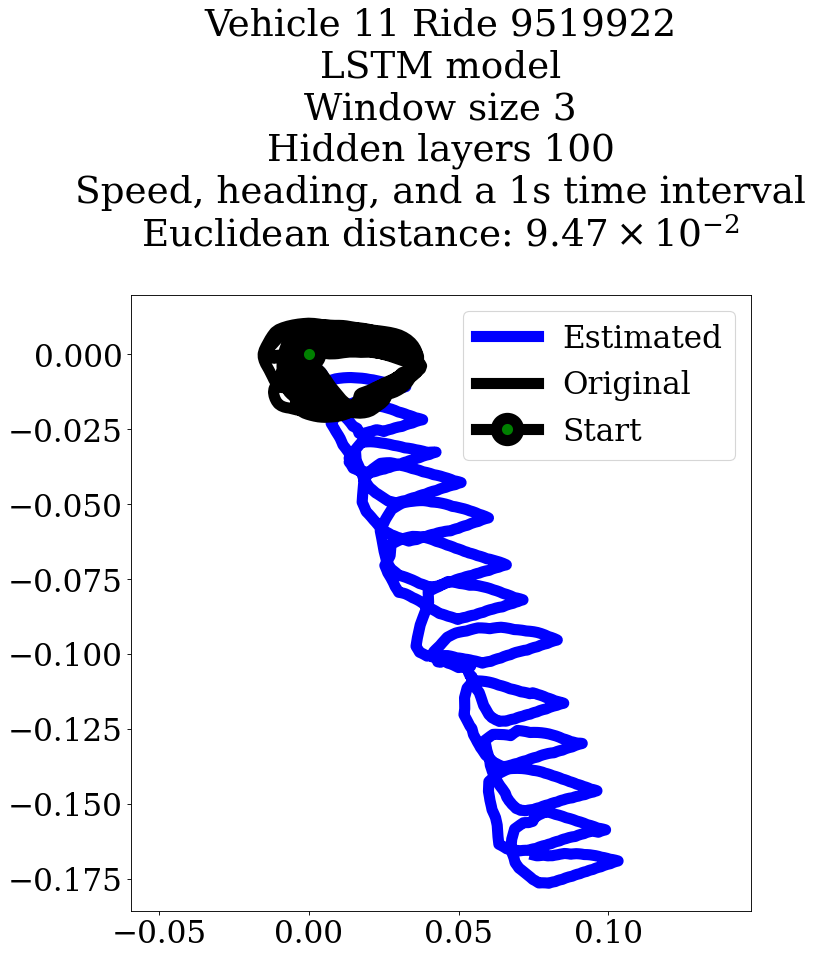 Vehicle 11 Ride 9519922
LSTM model
Window size 3
Hidden layers 100
Speed, heading, and a 1s time interval
Euclidean distance: 9.47 × 10⁻²
Estimated
Original
Start
0.000
−0.025
−0.050
−0.075
−0.100
−0.125
−0.150
−0.175
−0.05 0.00 0.05 0.10